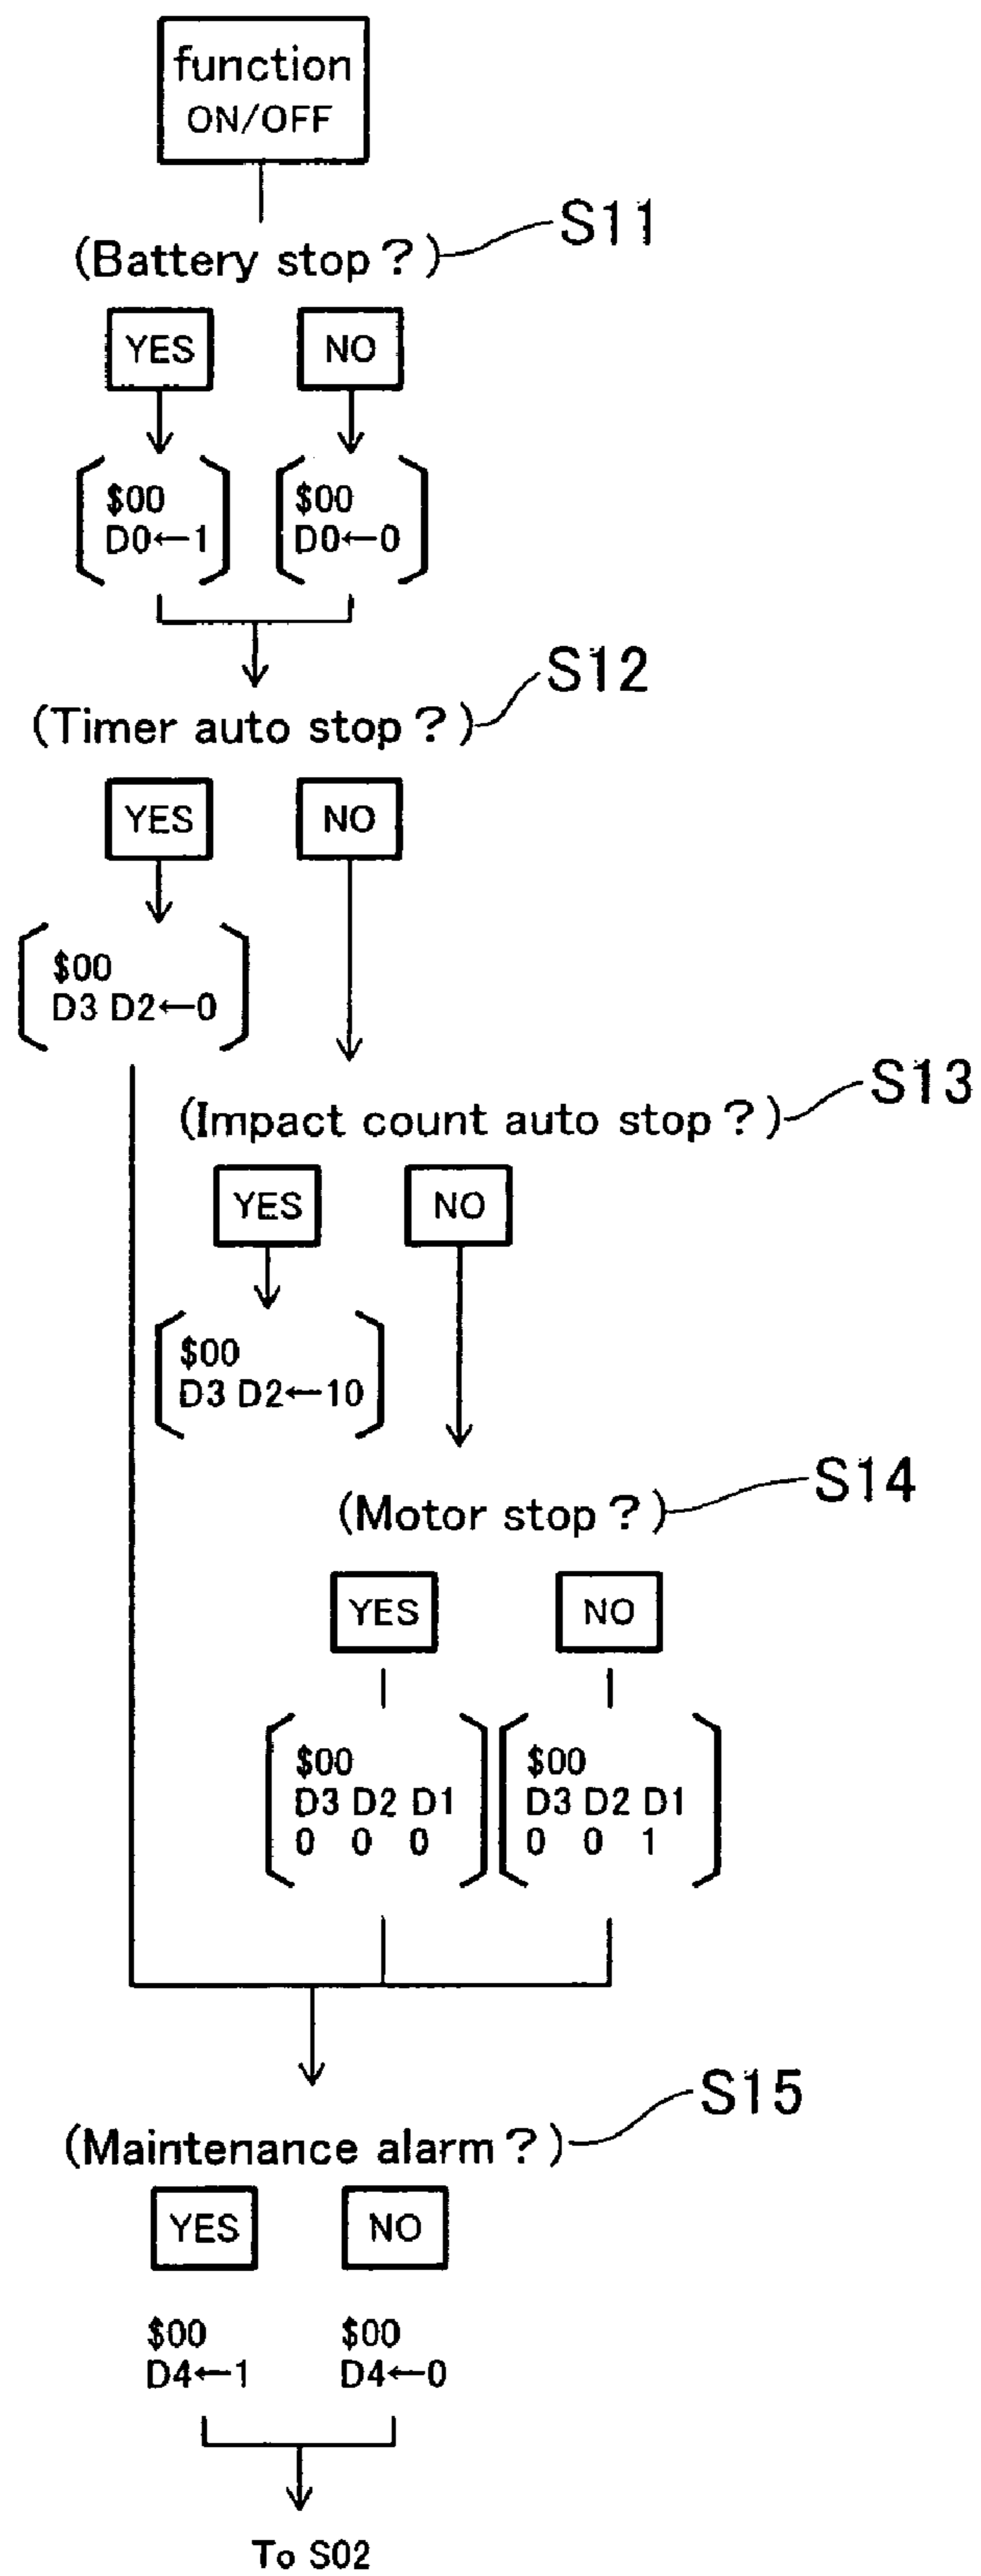 function
ON/OFF
S11
(Battery stop?)
YES NO
$00 $00
D0←1 D0←0
S12
(Timer auto stop?)
YES NO
$00
D3 D2←0
S13
(Impact count auto stop?)
YES NO
$00
D3 D2←10
S14
(Motor stop?)
YES NO
$00 $00
D3 D2 D1 D3 D2 D1
0 0 0 0 0 1
S15
(Maintenance alarm?)
YES NO
$00 $00
D4←1 D4←0
To S02